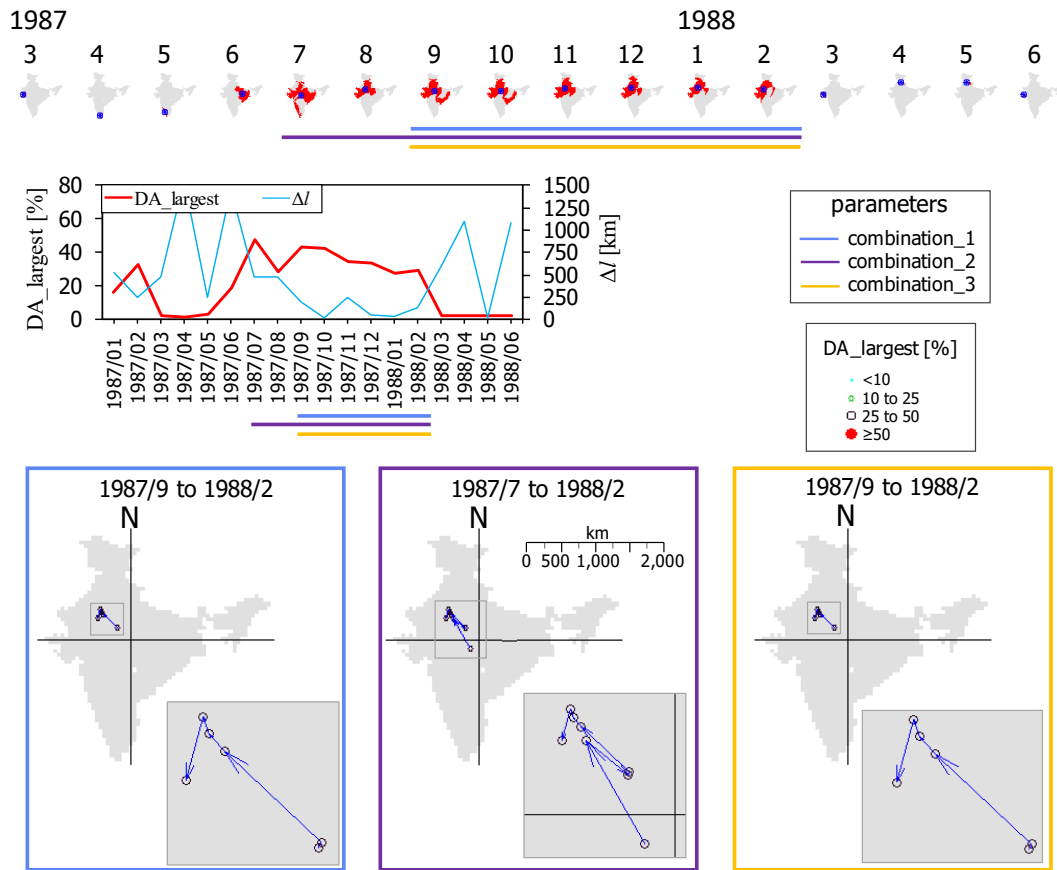 1987 1988
3 4 5 6 7 8 9 10 11 12 1 2 3 4 5 6
DA_largest [%]
80
60
40
20
0
DA_largest Δl
1500
1250
1000
750
500
250
0
Δl [km]
1987/01
1987/02
1987/03
1987/04
1987/05
1987/06
1987/07
1987/08
1987/09
1987/10
1987/11
1987/12
1988/01
1988/02
1988/03
1988/04
1988/05
1988/06
parameters
combination_1
combination_2
combination_3
DA_largest [%]
<10
10 to 25
25 to 50
≥50
1987/9 to 1988/2
N
1987/7 to 1988/2
N
km
0 500 1,000 2,000
1987/9 to 1988/2
N